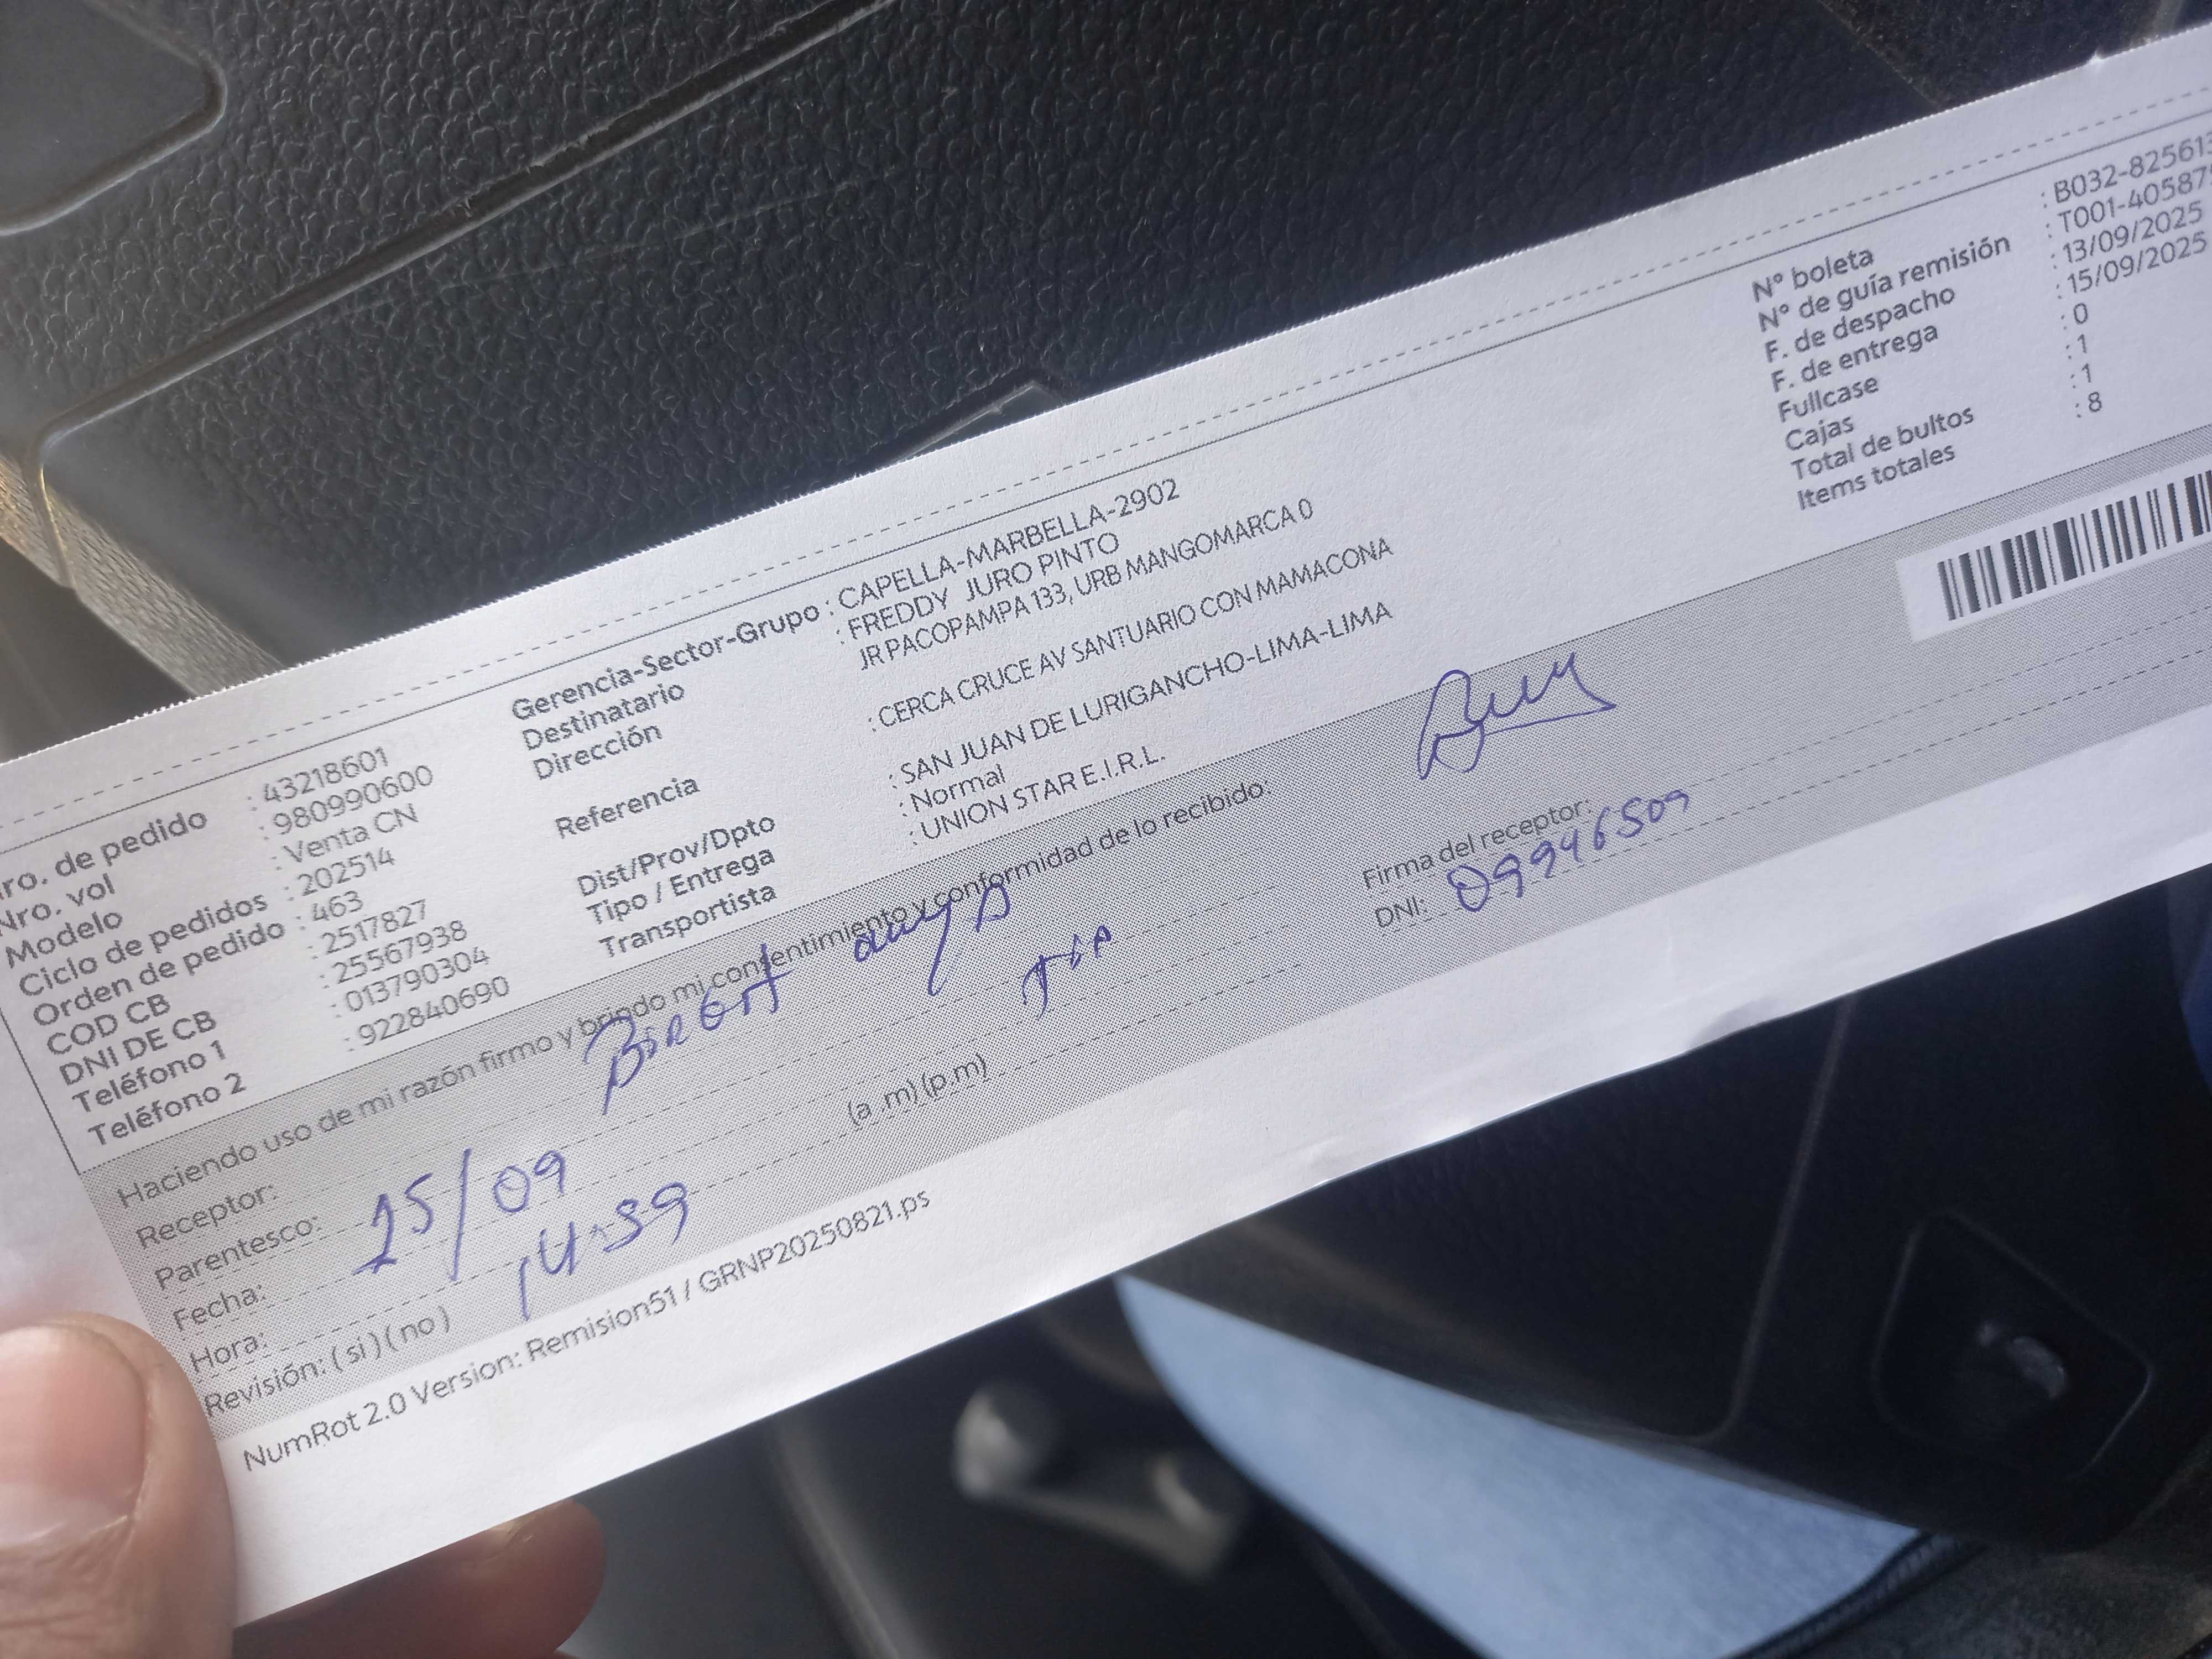 ro. de pedido : 43218601
Nro. vol : 980990600
Modelo : Venta CN
Ciclo de pedidos : 202514
Orden de pedido : 463
COD CB : 2517827
DNI DE CB : 25567938
Teléfono 1 : 013790304
Teléfono 2 : 922840690
Gerencia-Sector-Grupo : CAPELLA-MARBELLA-2902
Destinatario : FREDDY JURO PINTO
Dirección JR PACOPAMPA 133, URB MANGOMARCA 0
Referencia : CERCA CRUCE AV SANTUARIO CON MAMACONA
Dist/Prov/Dpto : SAN JUAN DE LURIGANCHO-LIMA-LIMA
Tipo / Entrega : Normal
Transportista : UNION STAR E.I.R.L.
Nº boleta : B032-825613
Nº de guía remisión : T001-405875
F. de despacho : 13/09/2025
F. de entrega : 15/09/2025
Fullcase : 0
Cajas : 1
Total de bultos : 1
Items totales : 8
Haciendo uso de mi razón firmo y brindo mi consentimiento y conformidad de lo recibido:
Receptor:
Parentesco:
Fecha: 25/09
Hora: 14:39 (a .m) (p.m)
Revisión: ( si ) ( no )
Firma del receptor:
DNI: 09946509
NumRot 2.0 Version: Remision51 / GRNP20250821.ps